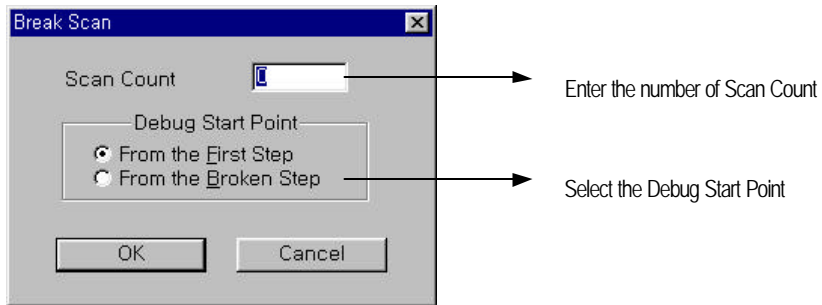 Break Scan
Scan Count
Enter the number of Scan Count
Debug Start Point
From the First Step
From the Broken Step
Select the Debug Start Point
OK
Cancel